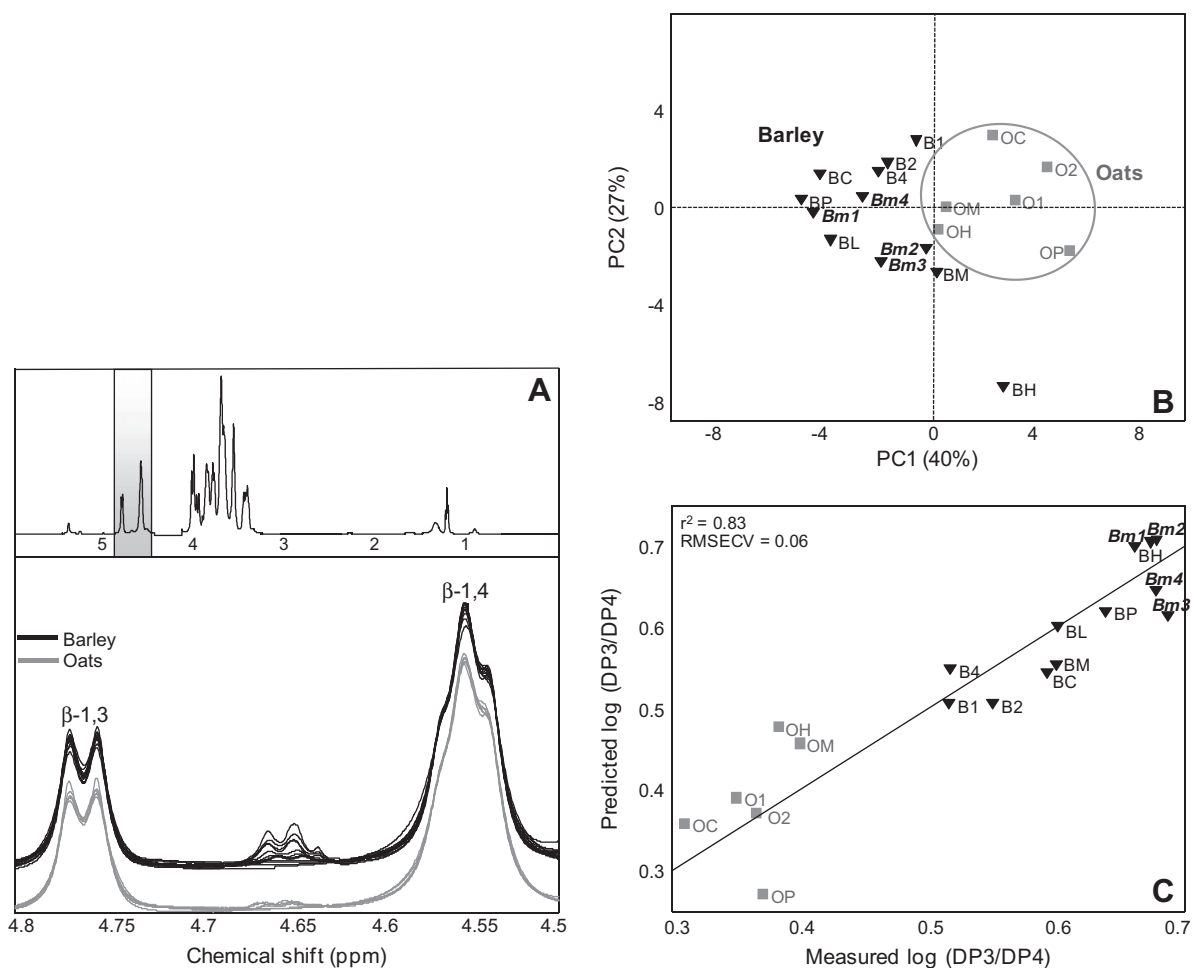 A
5
4
3
2
1
β-1,4
Barley
Oats
β-1,3
4.8
4.75
4.7
4.65
4.6
4.55
4.5
Chemical shift (ppm)
4
0
-4
-8
PC2 (27%)
Barley
Oats
B1
OC
B2
B4
O2
BC
BP
Bm4
Bm1
OM
O1
OH
BL
Bm2
Bm3
BM
OP
BH
B
-8
-4
0
4
8
PC1 (40%)
r² = 0.83
RMSECV = 0.06
0.7
0.6
0.5
0.4
0.3
Predicted log (DP3/DP4)
Bm1
Bm2
BH
Bm4
Bm3
BP
BL
BM
BC
B4
B1
B2
OH
OM
O1
O2
OC
OP
C
0.3
0.4
0.5
0.6
0.7
Measured log (DP3/DP4)